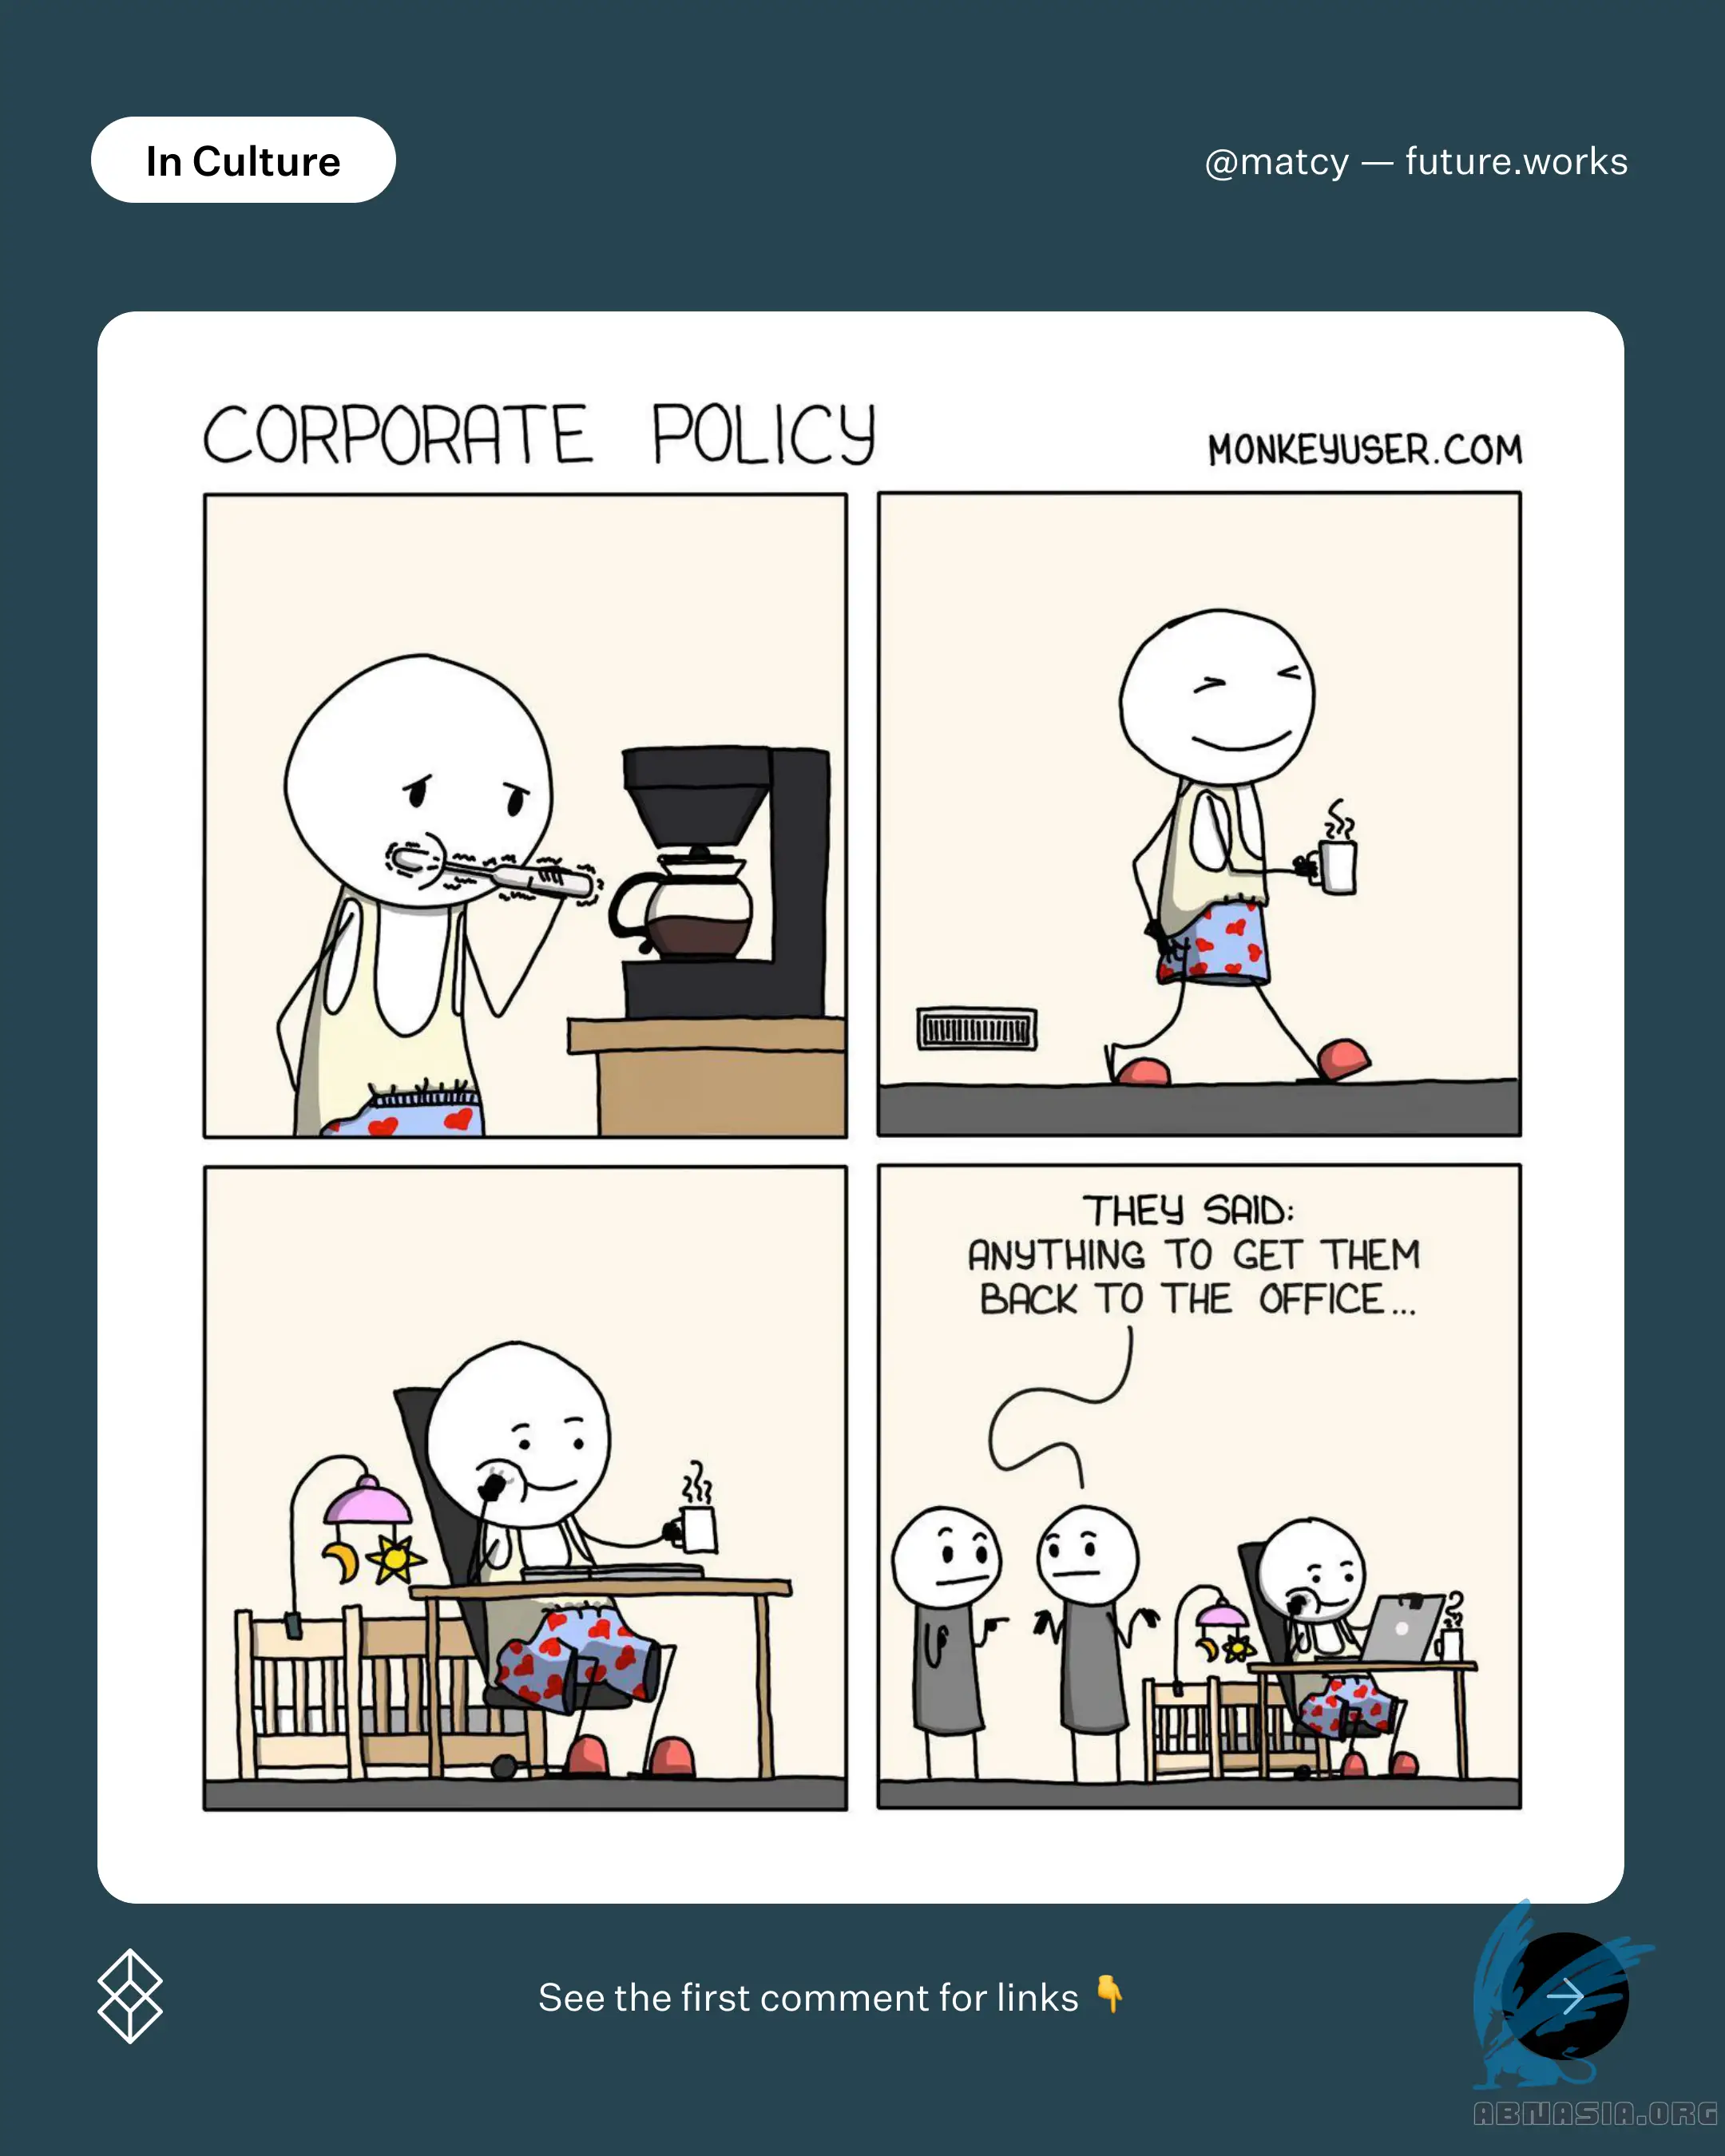 In Culture
@matcy — future.works
CORPORATE POLICY
MONKEYUSER.COM
THEY SAID:
ANYTHING TO GET THEM
BACK TO THE OFFICE...
See the first comment for links 👇
ABNASIA.ORG